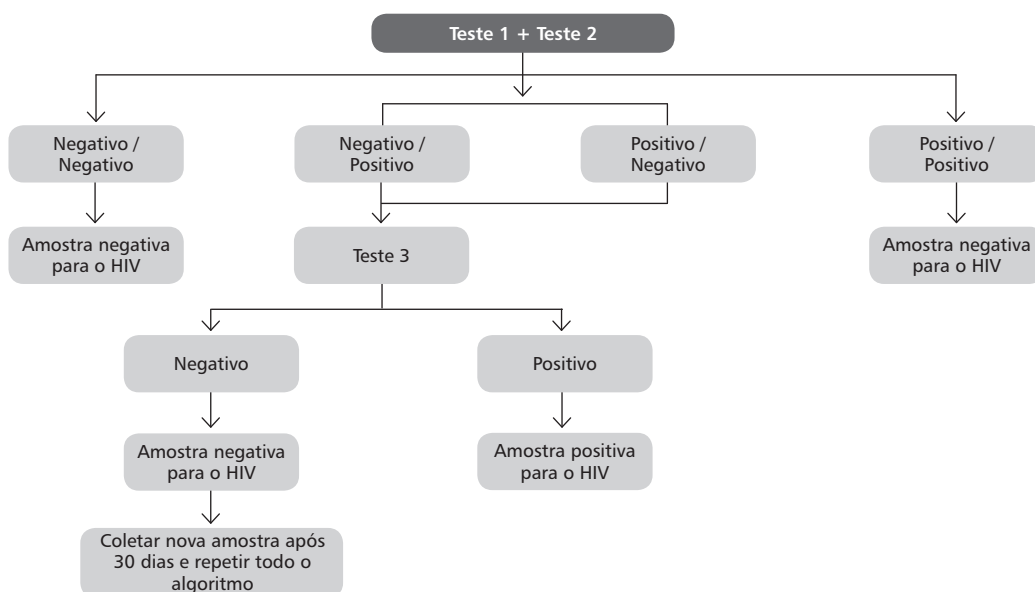 Teste 1 + Teste 2
Negativo /
Negativo
Negativo /
Positivo
Positivo /
Negativo
Positivo /
Positivo
Amostra negativa
para o HIV
Teste 3
Amostra negativa
para o HIV
Negativo
Positivo
Amostra negativa
para o HIV
Amostra positiva
para o HIV
Coletar nova amostra após
30 dias e repetir todo o
algoritmo